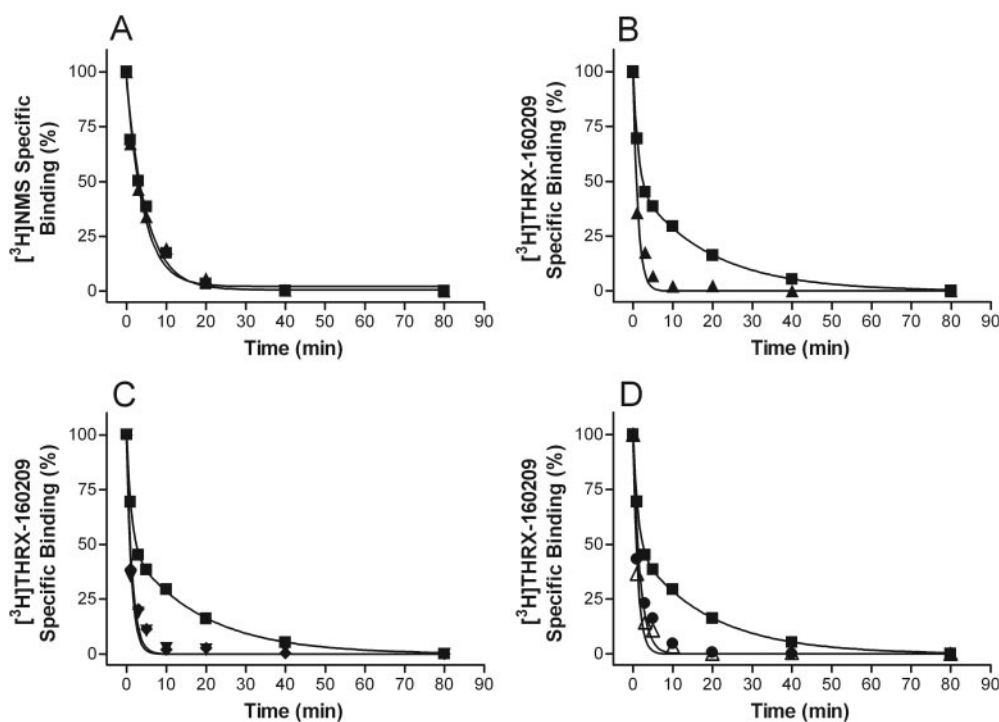 A
[³H]NMS Specific
Binding (%)
100
75
50
25
0
0 10 20 30 40 50 60 70 80 90
Time (min)
B
[³H]THRX-160209
Specific Binding (%)
100
75
50
25
0
0 10 20 30 40 50 60 70 80 90
Time (min)
C
[³H]THRX-160209
Specific Binding (%)
100
75
50
25
0
0 10 20 30 40 50 60 70 80 90
Time (min)
D
[³H]THRX-160209
Specific Binding (%)
100
75
50
25
0
0 10 20 30 40 50 60 70 80 90
Time (min)